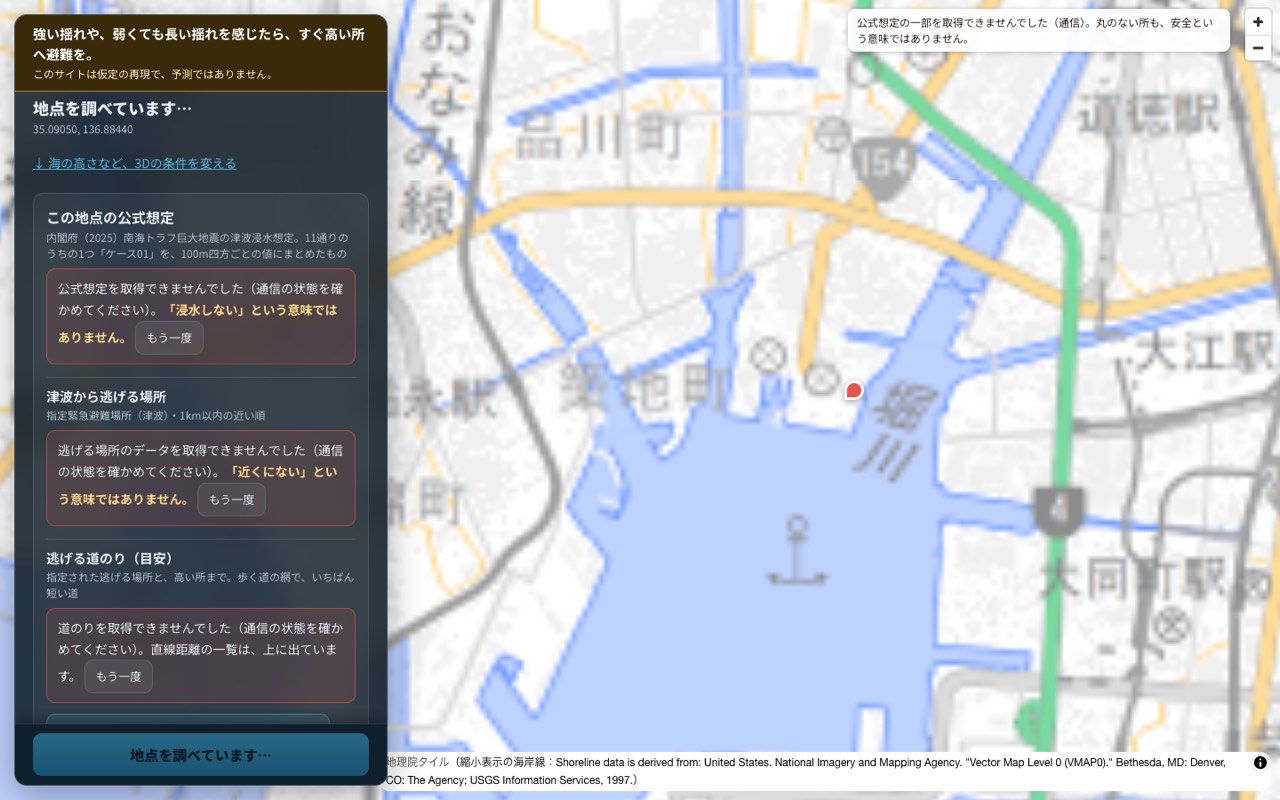 強い揺れや、弱くても長い揺れを感じたら、すぐ高い所
へ避難を。
このサイトは仮定の再現で、予測ではありません。
地点を調べています…
35.09050, 136.88440
↓ 海の高さなど、3Dの条件を変える
この地点の公式想定
内閣府（2025）南海トラフ巨大地震の津波浸水想定。11通りの
うちの1つ「ケース01」を、100m四方ごとの値にまとめたもの
公式想定を取得できませんでした（通信の状態を確
かめてください）。「浸水しない」という意味では
ありません。 もう一度
津波から逃げる場所
指定緊急避難場所（津波）・1km以内の近い順
逃げる場所のデータを取得できませんでした（通信
の状態を確かめてください）。「近くにない」とい
う意味ではありません。 もう一度
逃げる道のり（目安）
指定された逃げる場所と、高い所まで。歩く道の網で、いちばん
短い道
道のりを取得できませんでした（通信の状態を確か
めてください）。直線距離の一覧は、上に出ていま
す。 もう一度
地点を調べています…
公式想定の一部を取得できませんでした（通信）。丸のない所も、安全とい
う意味ではありません。
+
−
おなみ線
品川町
154
道徳駅
大江駅
築地町
堀川
4
大同町駅
地理院タイル（縮小表示の海岸線：Shoreline data is derived from: United States. National Imagery and Mapping Agency. "Vector Map Level 0 (VMAP0)." Bethesda, MD: Denver,
CO: The Agency; USGS Information Services, 1997.）